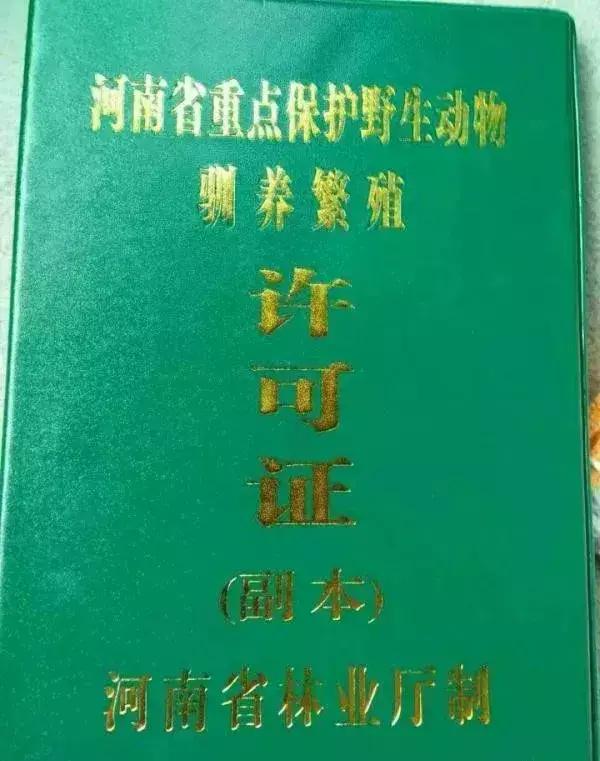 河南省重点保护野生动物
驯养繁殖
许
可
证
(副本)
河南省林业厅制